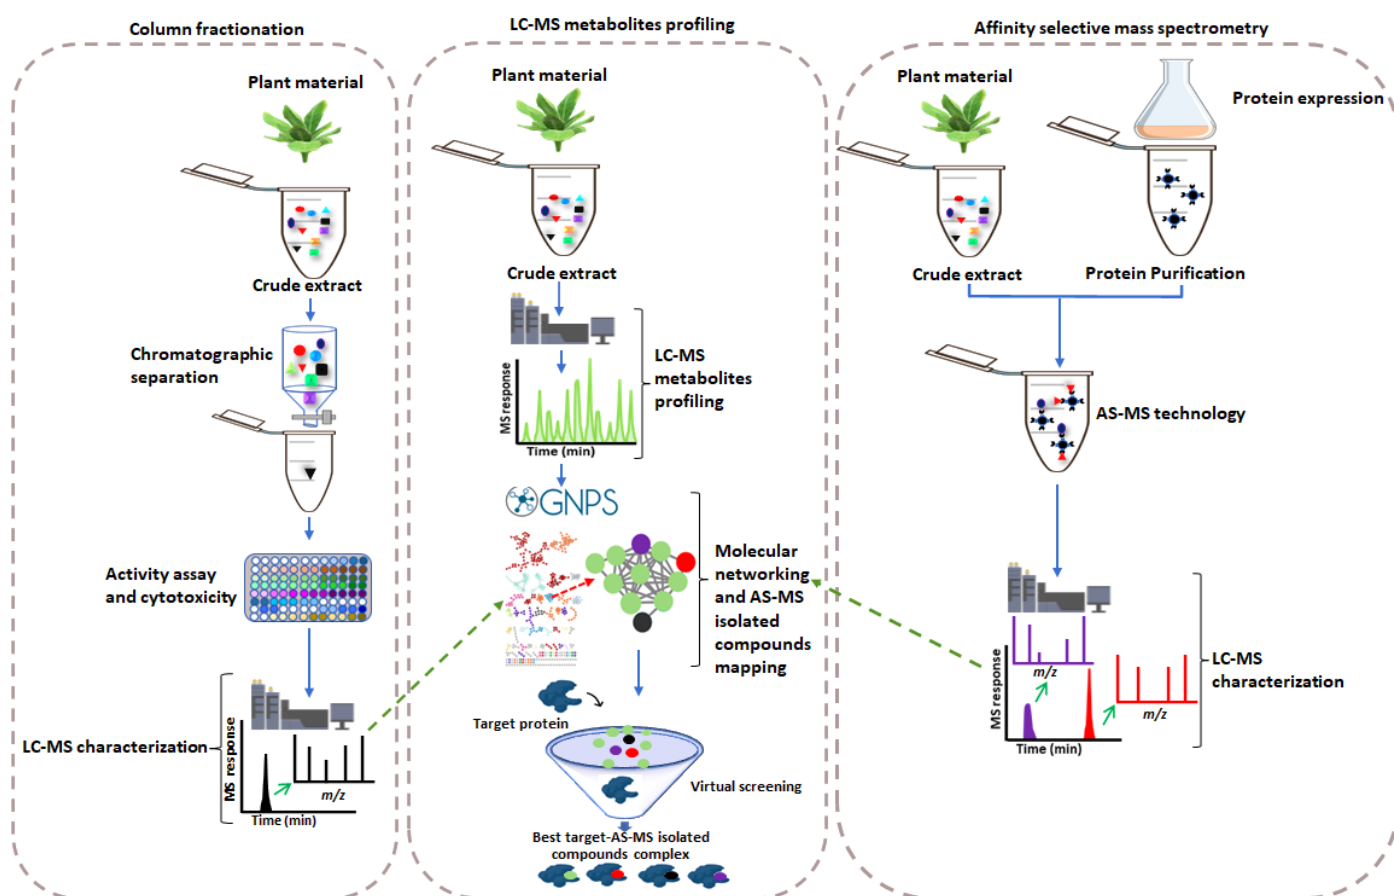 Column fractionation
Plant material
Crude extract
Chromatographic
separation
Activity assay
and cytotoxicity
LC-MS characterization
MS response
m/z
Time (min)
LC-MS metabolites profiling
Plant material
Crude extract
LC-MS
metabolites
profiling
MS response
Time (min)
GNPS
Molecular
networking
and AS-MS
isolated
compounds
mapping
Target protein
Virtual screening
Best target-AS-MS isolated
compounds complex
Affinity selective mass spectrometry
Plant material
Protein expression
Crude extract
Protein Purification
AS-MS technology
LC-MS
characterization
m/z
m/z
MS response
Time (min)